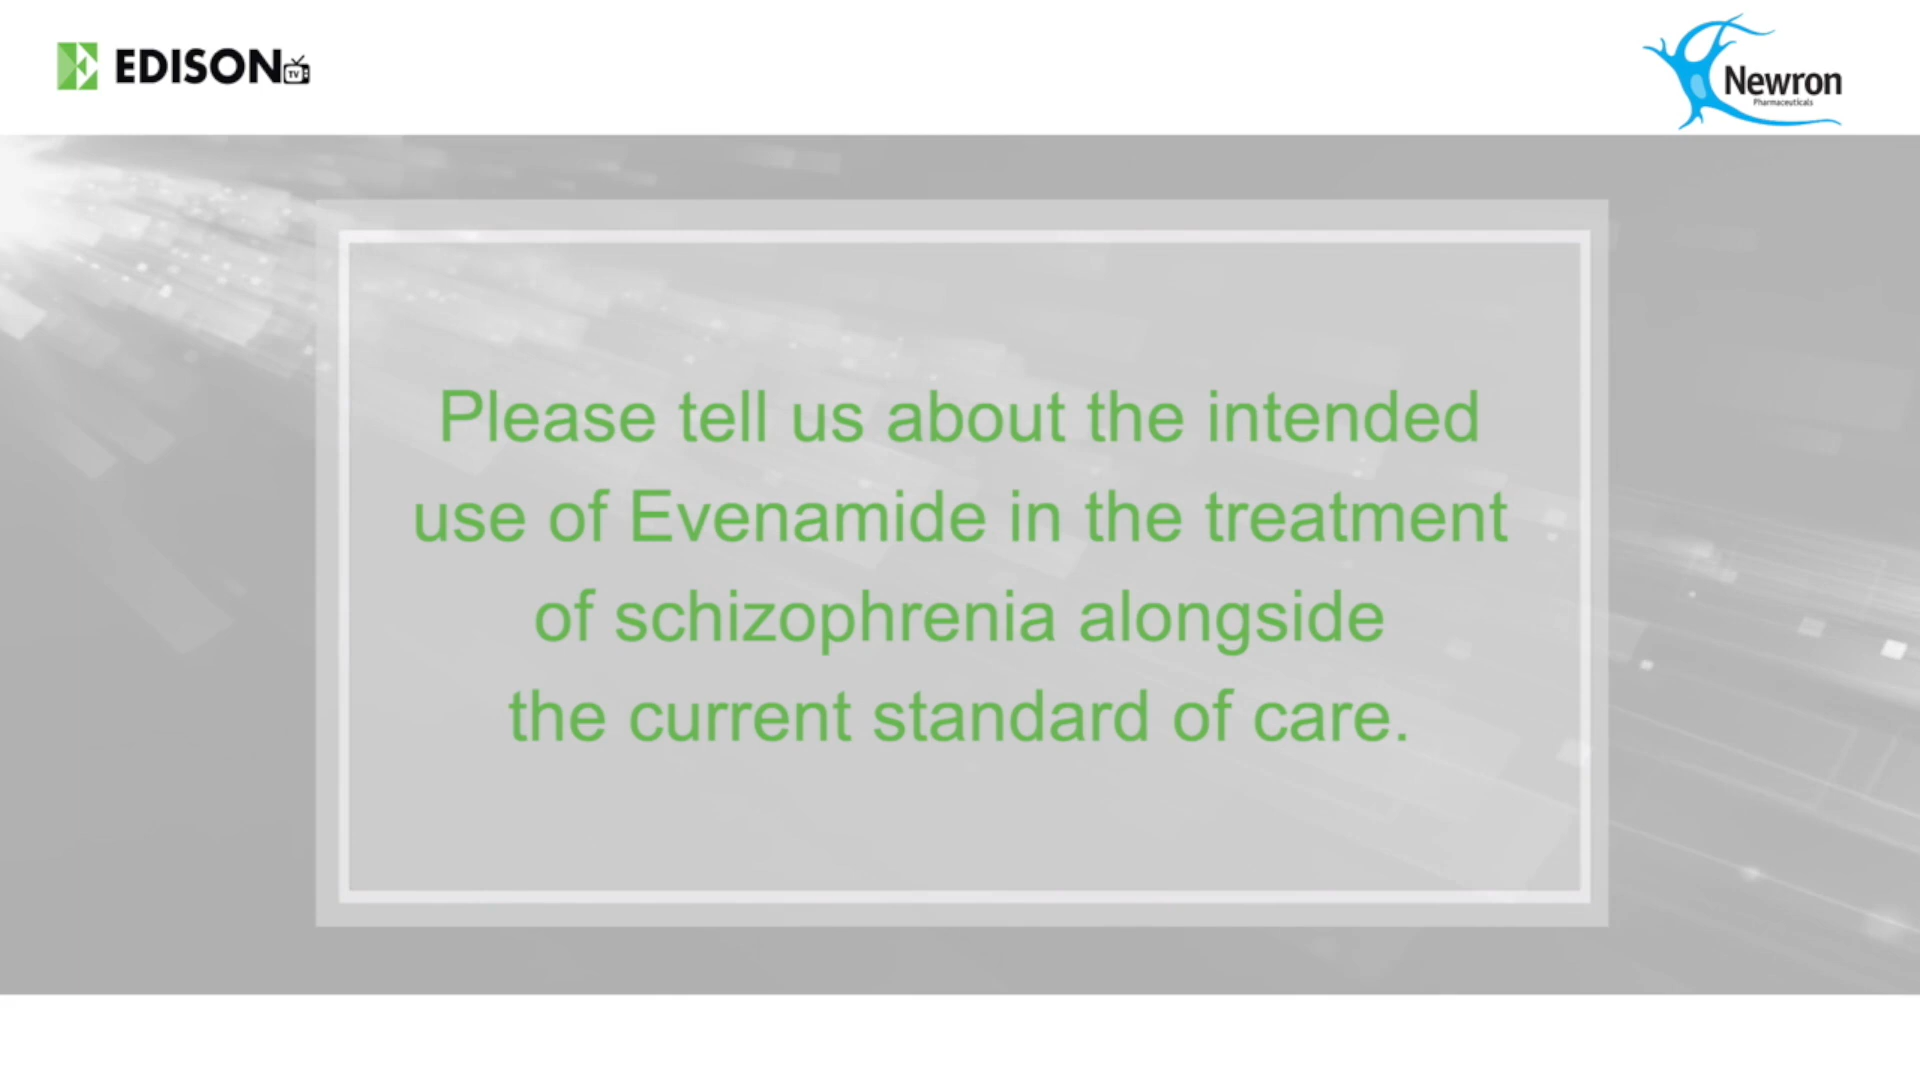 EDISON TV
Newron
Pharmaceuticals
Please tell us about the intended
use of Evenamide in the treatment
of schizophrenia alongside
the current standard of care.